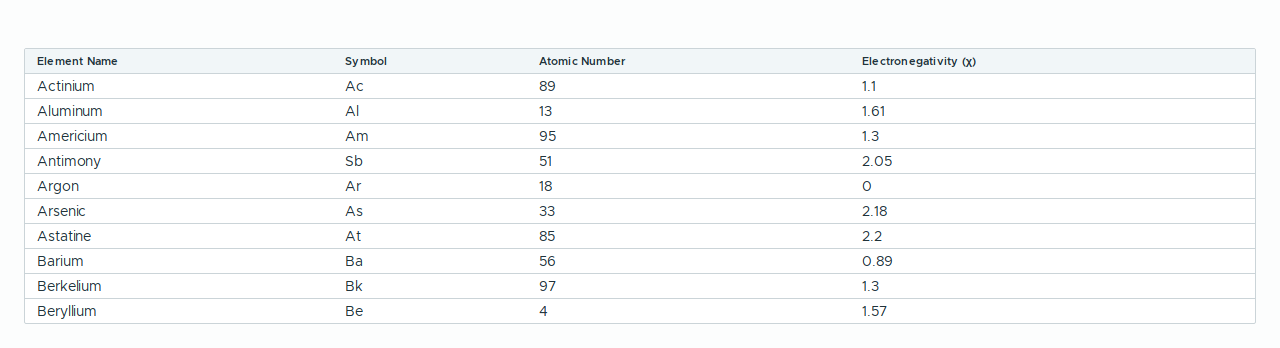 Element Name Symbol Atomic Number Electronegativity (χ)
Actinium Ac 89 1.1
Aluminum Al 13 1.61
Americium Am 95 1.3
Antimony Sb 51 2.05
Argon Ar 18 0
Arsenic As 33 2.18
Astatine At 85 2.2
Barium Ba 56 0.89
Berkelium Bk 97 1.3
Beryllium Be 4 1.57